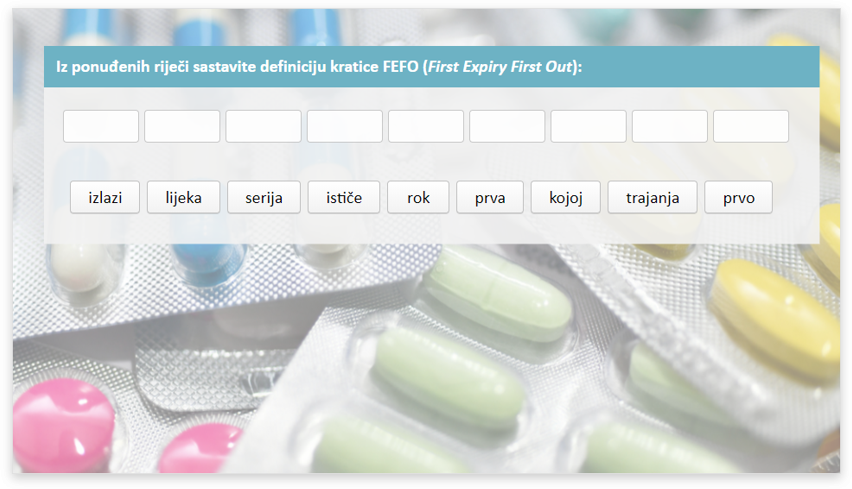 Iz ponuđenih riječi sastavite definiciju kratice FEFO (First Expiry First Out):
izlazi lijeka serija ističe rok prva kojoj trajanja prvo